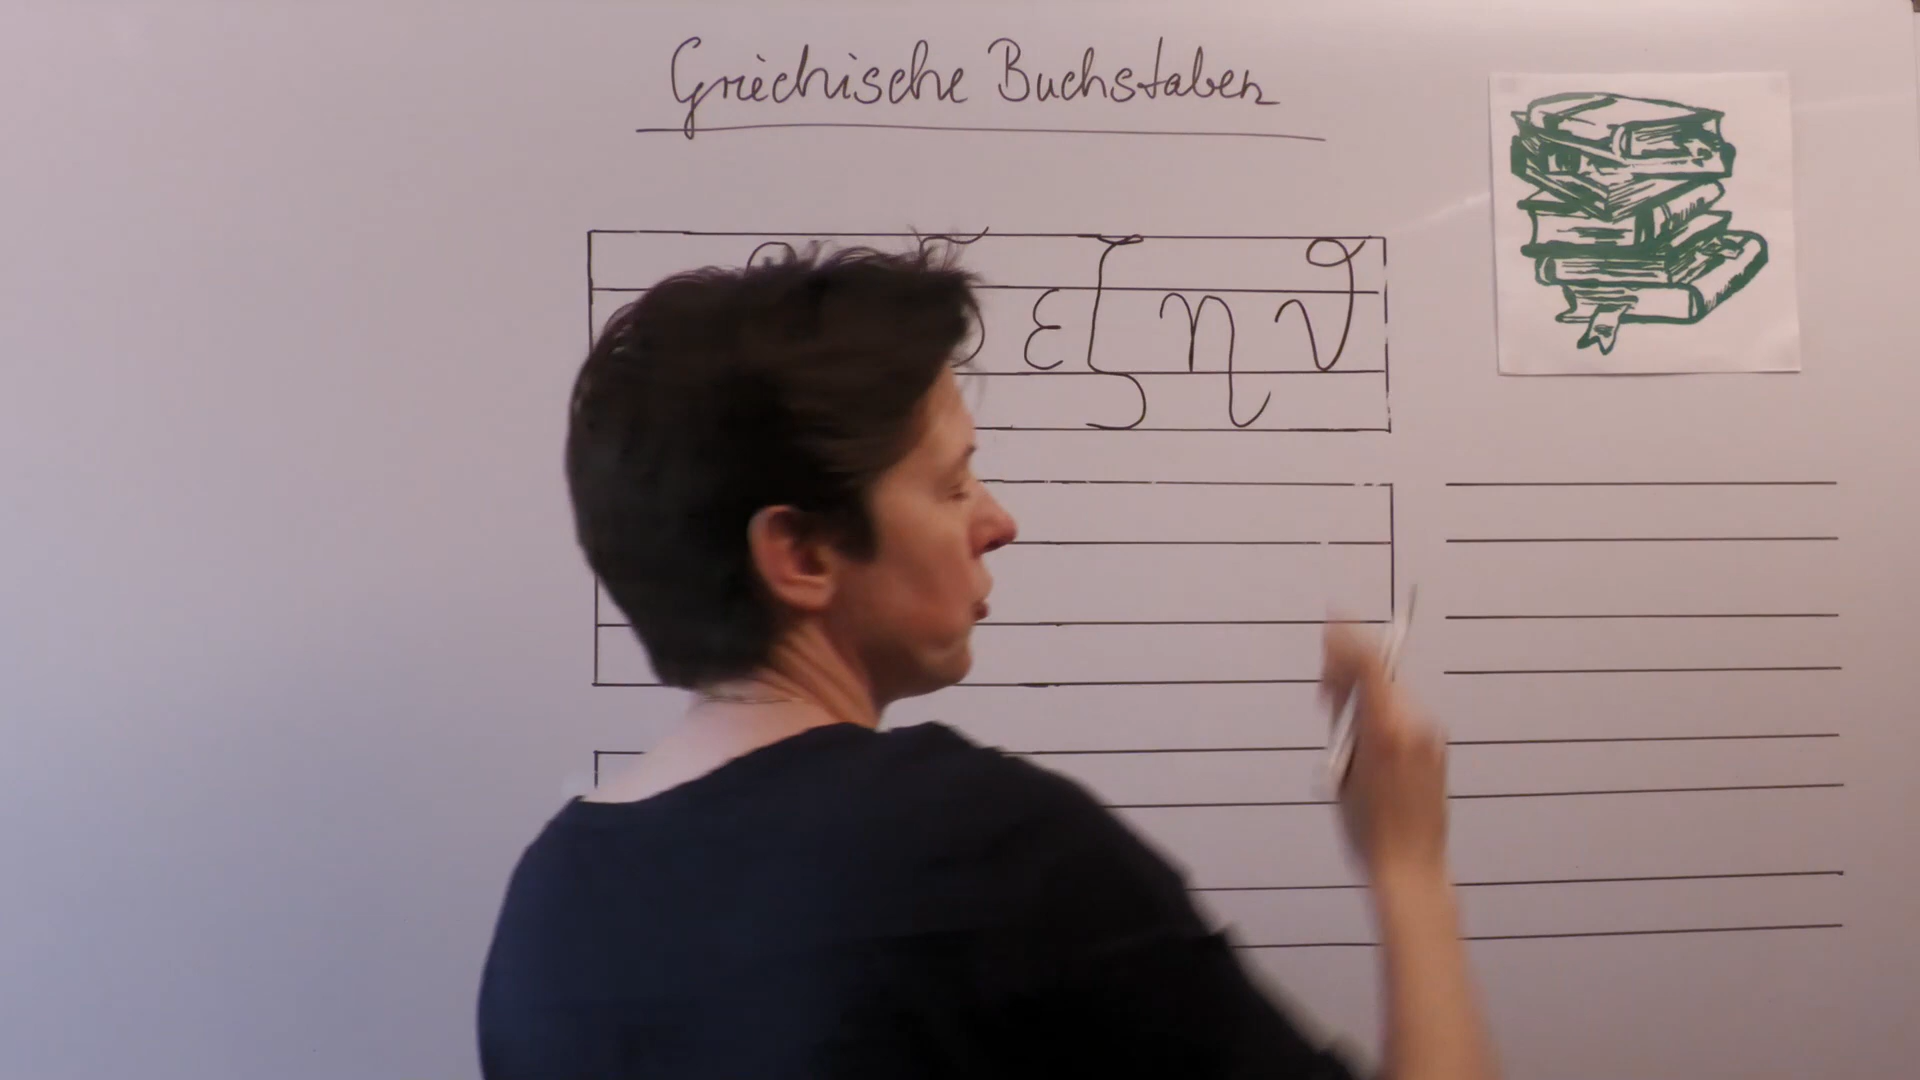 Griechische Buchstaben
ε ζ η ϑ